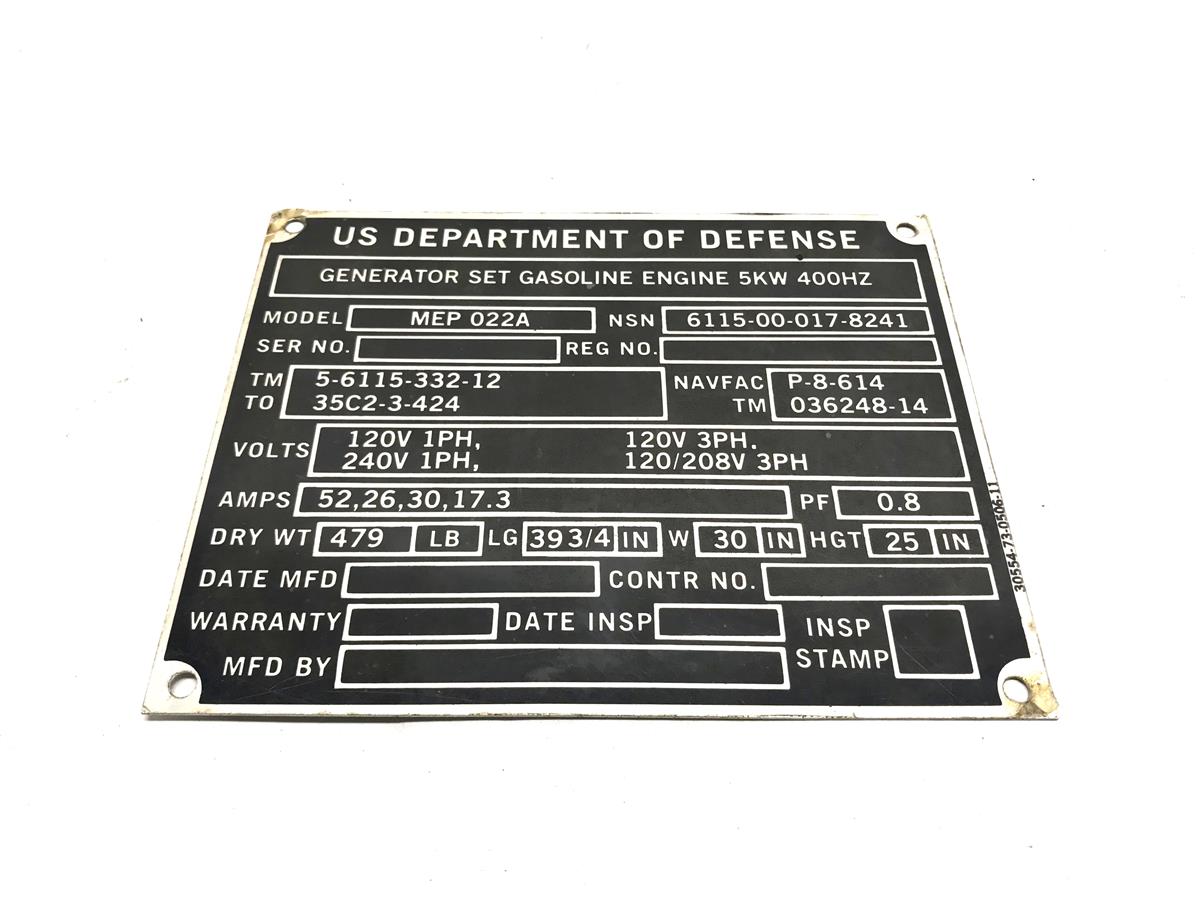 US DEPARTMENT OF DEFENSE
GENERATOR SET GASOLINE ENGINE 5KW 400HZ
MODEL MEP 022A NSN 6115-00-017-8241
SER NO. REG NO.
TM 5-6115-332-12 NAVFAC P-8-614
TO 35C2-3-424 TM 036248-14
VOLTS 120V 1PH, 120V 3PH.
240V 1PH, 120/208V 3PH
AMPS 52,26,30,17.3 PF 0.8
DRY WT 479 LB LG 39 3/4 IN W 30 IN HGT 25 IN
DATE MFD CONTR NO.
WARRANTY DATE INSP INSP
MFD BY STAMP
30554-73-0506-11